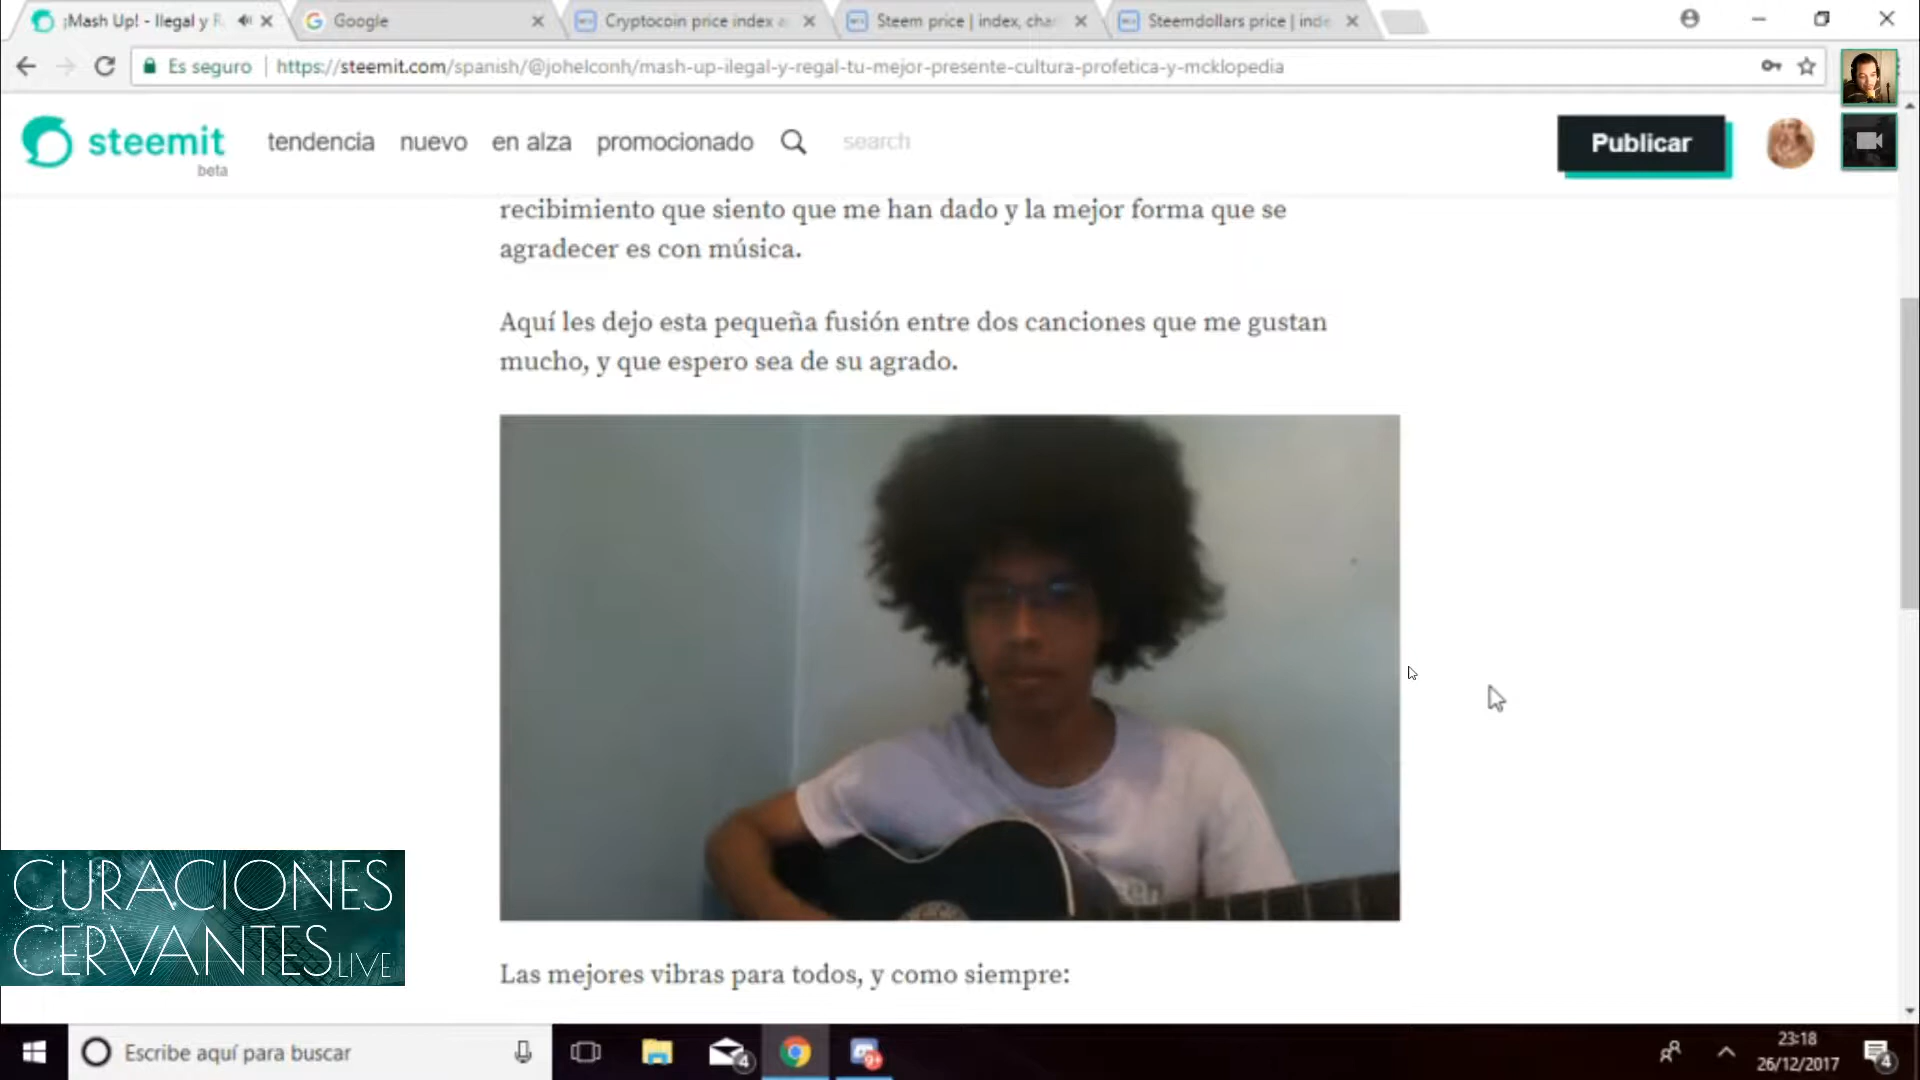 ¡Mash Up! - Ilegal y R
Google
Cryptocoin price index a
Steem price | index, cha
Steemdollars price | inde
Es seguro | https://steemit.com/spanish/@johelconh/mash-up-ilegal-y-regal-tu-mejor-presente-cultura-profetica-y-mcklopedia
steemit
beta
tendencia nuevo en alza promocionado
search
Publicar
recibimiento que siento que me han dado y la mejor forma que se
agradecer es con música.
Aquí les dejo esta pequeña fusión entre dos canciones que me gustan
mucho, y que espero sea de su agrado.
CURACIONES
CERVANTES LIVE
Las mejores vibras para todos, y como siempre:
Escribe aquí para buscar
4
9+
23:18
26/12/2017
4